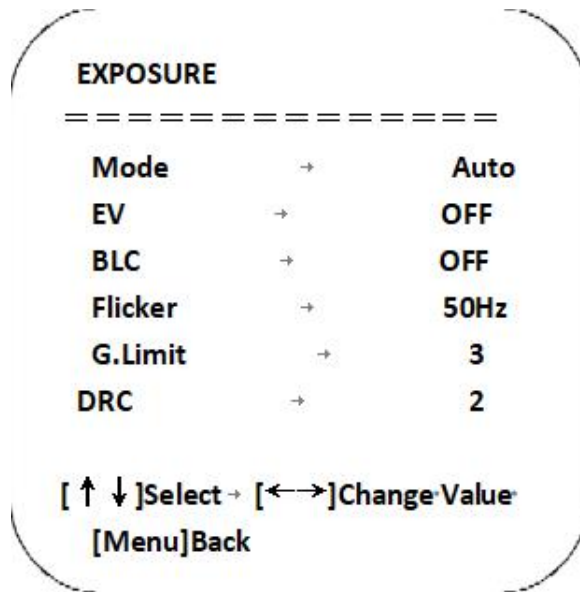 EXPOSURE
= = = = = = = = = = = = = =
Mode → Auto
EV → OFF
BLC → OFF
Flicker → 50Hz
G.Limit → 3
DRC → 2
[ ↑ ↓ ]Select → [←→]Change Value
[Menu]Back